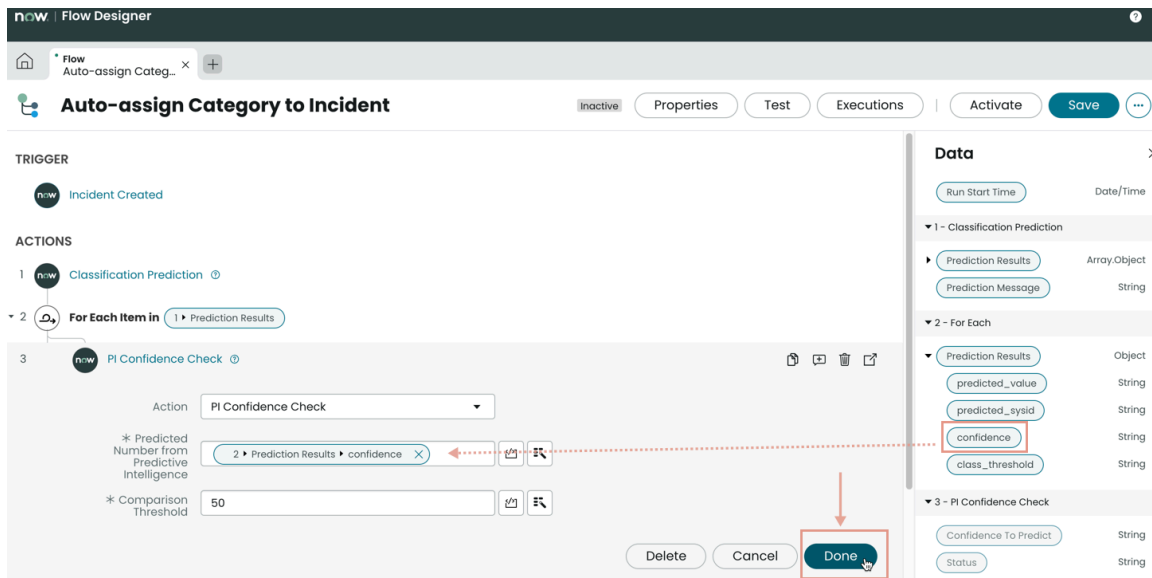 now. Flow Designer
?
Flow
Auto-assign Categ... × +
Auto-assign Category to Incident
Inactive Properties Test Executions Activate Save ...
TRIGGER
now Incident Created
ACTIONS
1 now Classification Prediction ?
2 For Each Item in 1 ▸ Prediction Results
3 now PI Confidence Check ?
Action PI Confidence Check
* Predicted
Number from
Predictive
Intelligence
2 ▸ Prediction Results ▸ confidence ×
* Comparison
Threshold
50
Delete Cancel Done
Data
Run Start Time Date/Time
1 - Classification Prediction
Prediction Results Array.Object
Prediction Message String
2 - For Each
Prediction Results Object
predicted_value String
predicted_sysid String
confidence String
class_threshold String
3 - PI Confidence Check
Confidence To Predict String
Status String